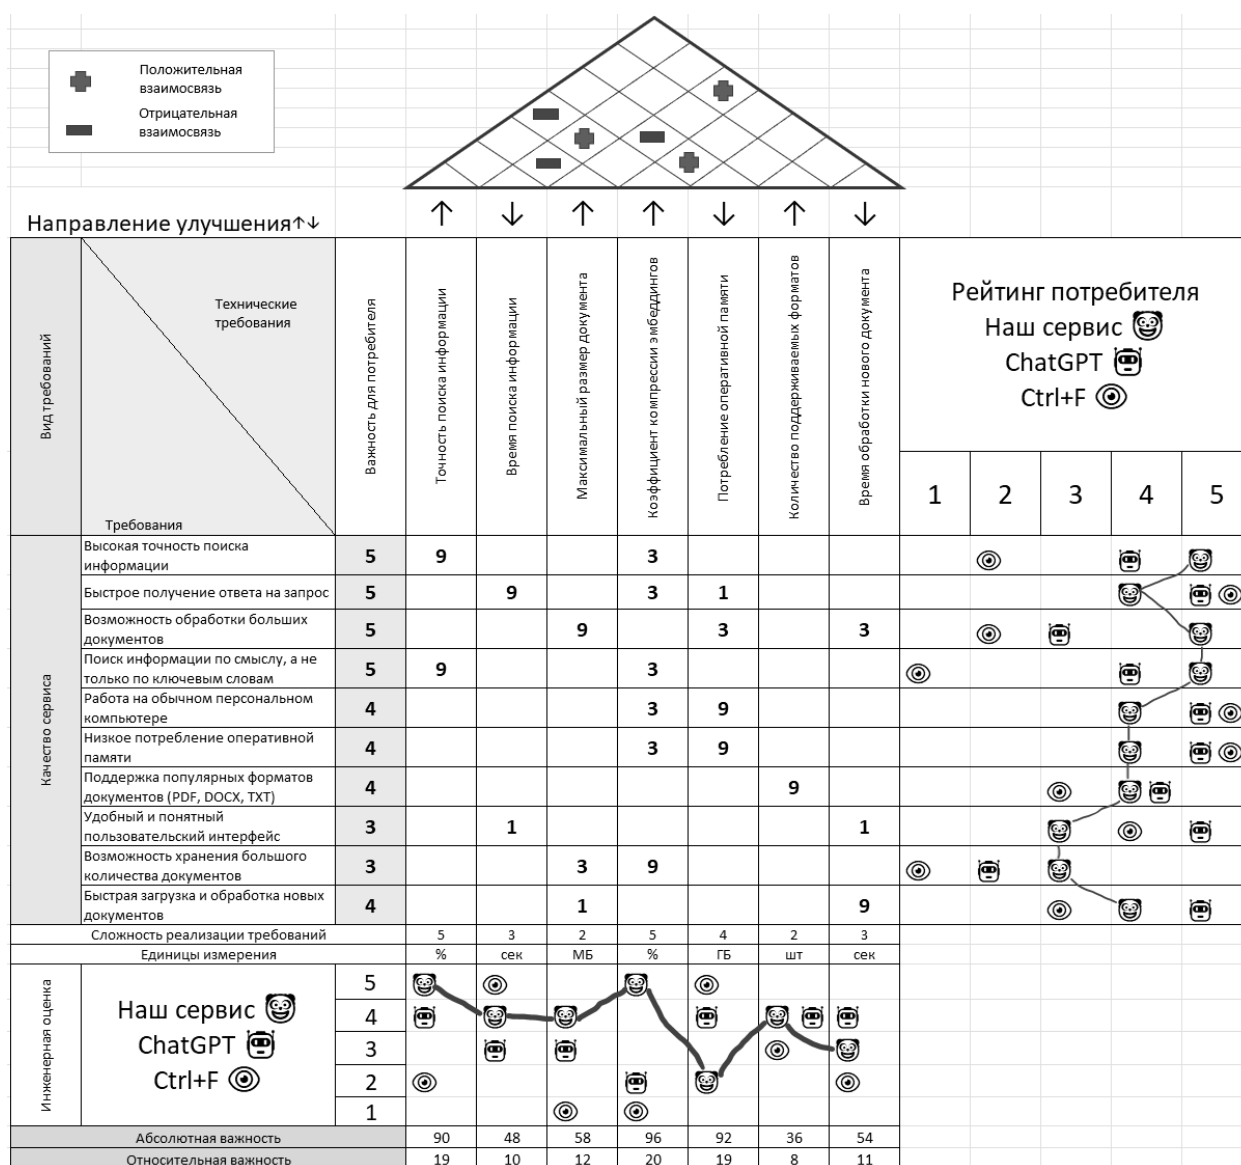 Положительная
взаимосвязь
Отрицательная
взаимосвязь
Направление улучшения↑↓
↑ ↓ ↑ ↑ ↓ ↑ ↓
Вид требований
Технические
требования
Требования
Важность для потребителя
Точность поиска информации
Время поиска информации
Максимальный размер документа
Коэффициент компрессии эмбеддингов
Потребление оперативной памяти
Количество поддерживаемых форматов
Время обработки нового документа
Рейтинг потребителя
Наш сервис
ChatGPT
Ctrl+F
1 2 3 4 5
Качество сервиса
Высокая точность поиска
информации
5 9 3
Быстрое получение ответа на запрос
5 9 3 1
Возможность обработки больших
документов
5 9 3 3
Поиск информации по смыслу, а не
только по ключевым словам
5 9 3
Работа на обычном персональном
компьютере
4 3 9
Низкое потребление оперативной
памяти
4 3 9
Поддержка популярных форматов
документов (PDF, DOCX, TXT)
4 9
Удобный и понятный
пользовательский интерфейс
3 1 1
Возможность хранения большого
количества документов
3 3 9
Быстрая загрузка и обработка новых
документов
4 1 9
Сложность реализации требований 5 3 2 5 4 2 3
Единицы измерения % сек МБ % ГБ шт сек
Инженерная оценка
Наш сервис
ChatGPT
Ctrl+F
5
4
3
2
1
Абсолютная важность 90 48 58 96 92 36 54
Относительная важность 19 10 12 20 19 8 11